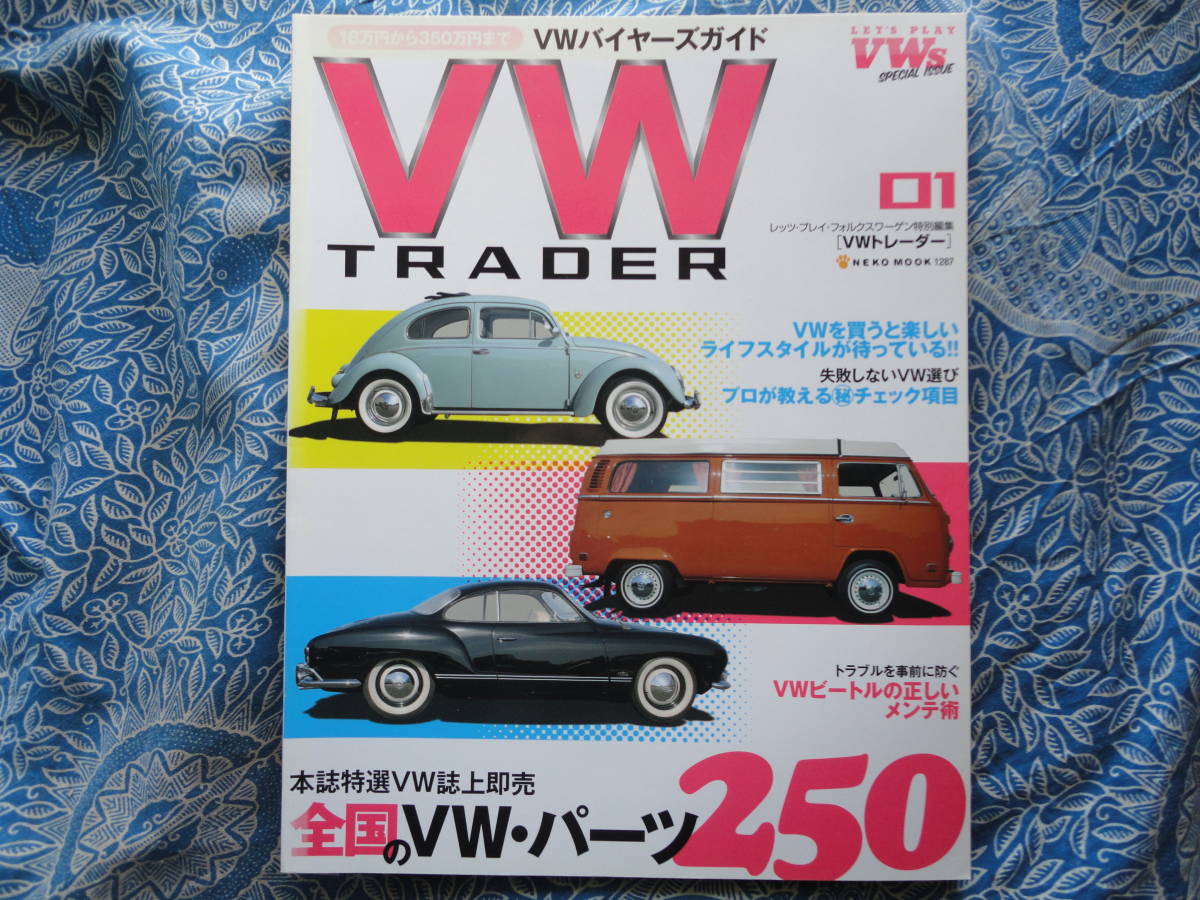 18万円から350万円まで VWバイヤーズガイド
LET'S PLAY
VWs
SPECIAL ISSUE
VW
TRADER
01
レッツ・プレイ・フォルクスワーゲン特別編集
[VWトレーダー]
NEKO MOOK 1287
VWを買うと楽しい
ライフスタイルが待っている!!
失敗しないVW選び
プロが教える㊙チェック項目
トラブルを事前に防ぐ
VWビートルの正しい
メンテ術
本誌特選VW誌上即売
全国のVW・パーツ250